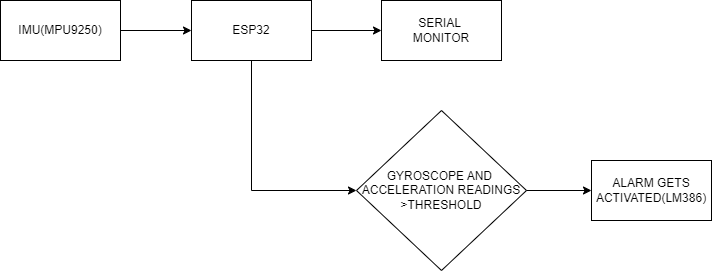 IMU(MPU9250)
ESP32
SERIAL
MONITOR
GYROSCOPE AND
ACCELERATION READINGS
>THRESHOLD
ALARM GETS
ACTIVATED(LM386)